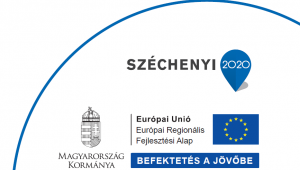 SZÉCHENYI 2020
Európai Unió
Európai Regionális
Fejlesztési Alap
MAGYARORSZÁG
KORMÁNYA
BEFEKTETÉS A JÖVŐBE